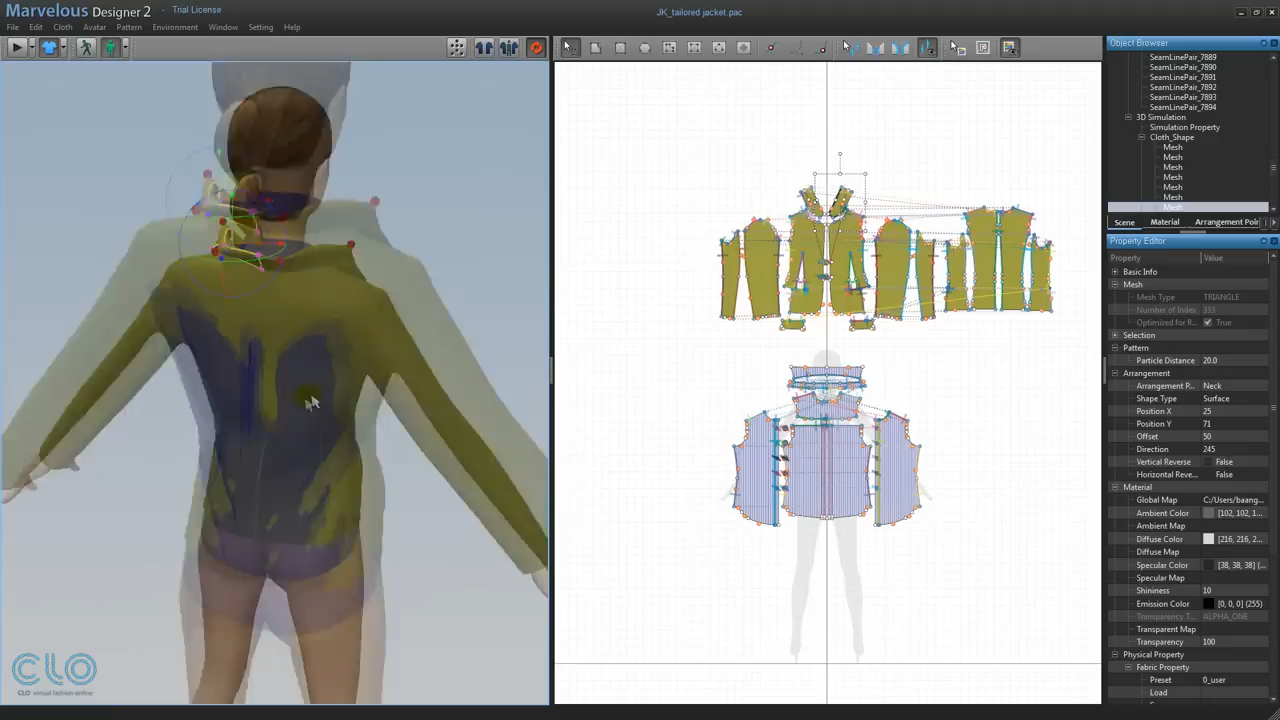 Marvelous Designer 2 - Trial License
JK_tailored jacket.pac
File Edit Cloth Avatar Pattern Environment Window Setting Help
Object Browser
SeamLinePair_7889
SeamLinePair_7890
SeamLinePair_7891
SeamLinePair_7892
SeamLinePair_7893
SeamLinePair_7894
3D Simulation
Simulation Property
Cloth_Shape
Mesh
Mesh
Mesh
Mesh
Mesh
Mesh
Mesh
Scene Material Arrangement Poir
Property Editor
Property Value
Basic Info
Mesh
Mesh Type TRIANGLE
Number of Index 333
Optimized for R... True
Selection
Pattern
Particle Distance 20.0
Arrangement
Arrangement P... Neck
Shape Type Surface
Position X 25
Position Y 71
Offset 50
Direction 245
Vertical Reverse False
Horizontal Reve... False
Material
Global Map C:/Users/baang...
Ambient Color [102, 102, 1...
Ambient Map
Diffuse Color [216, 216, 2...
Diffuse Map
Specular Color [38, 38, 38] (...
Specular Map
Shininess 10
Emission Color [0, 0, 0] (255)
Transparency T... ALPHA_ONE
Transparent Map
Transparency 100
Physical Property
Fabric Property
Preset 0_user
Load
CLO
CLO virtual fashion online